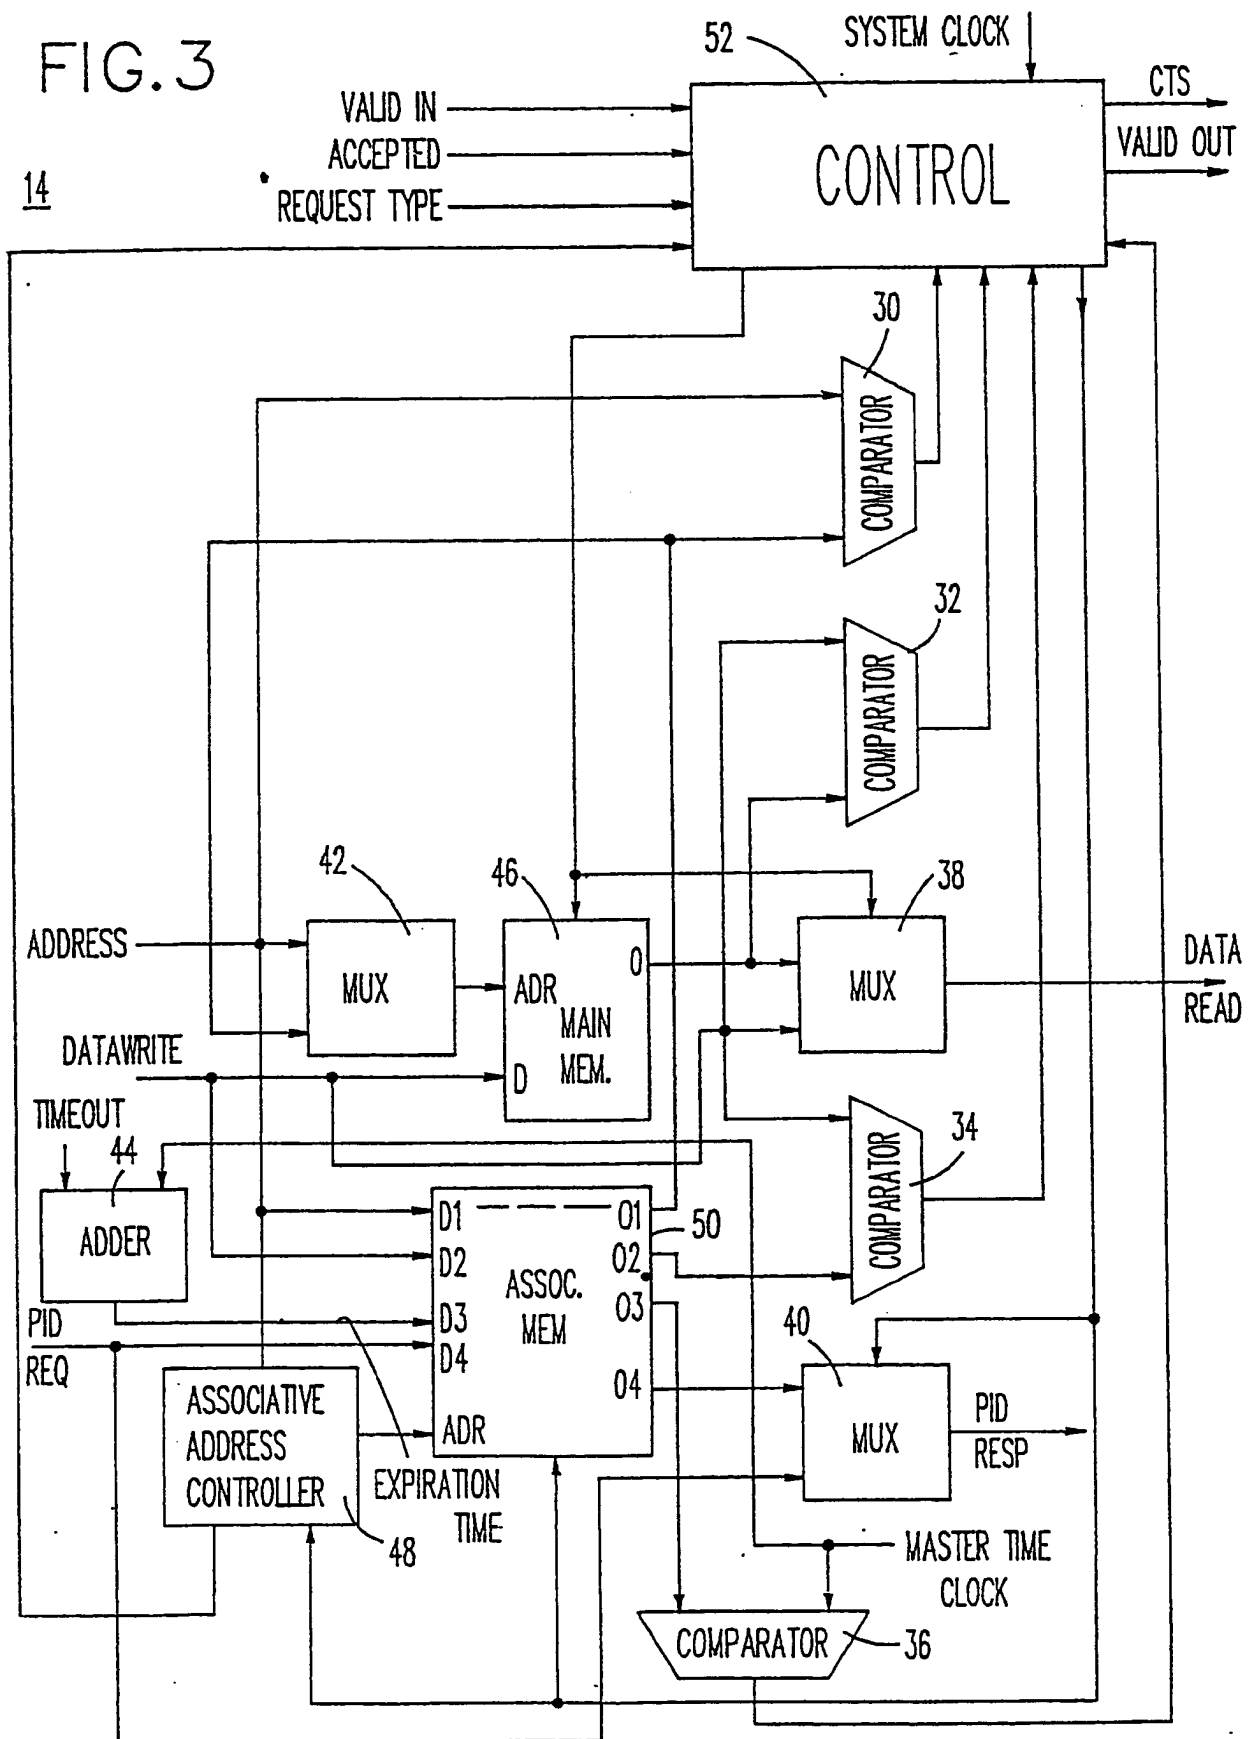 FIG.3
52
SYSTEM CLOCK
CTS
VALID IN
VALID OUT
ACCEPTED
CONTROL
14
REQUEST TYPE
30
COMPARATOR
32
COMPARATOR
42
46
38
ADDRESS
MUX
O
ADR
MAIN
MEM.
MUX
DATA
READ
DATAWRITE
D
TIMEOUT
44
34
ADDER
D1
O1
50
COMPARATOR
D2
O2
ASSOC.
MEM
D3
O3
PID
REQ
D4
O4
40
ASSOCIATIVE
ADDRESS
CONTROLLER
ADR
MUX
PID
RESP
EXPIRATION
TIME
48
MASTER TIME
CLOCK
COMPARATOR
36